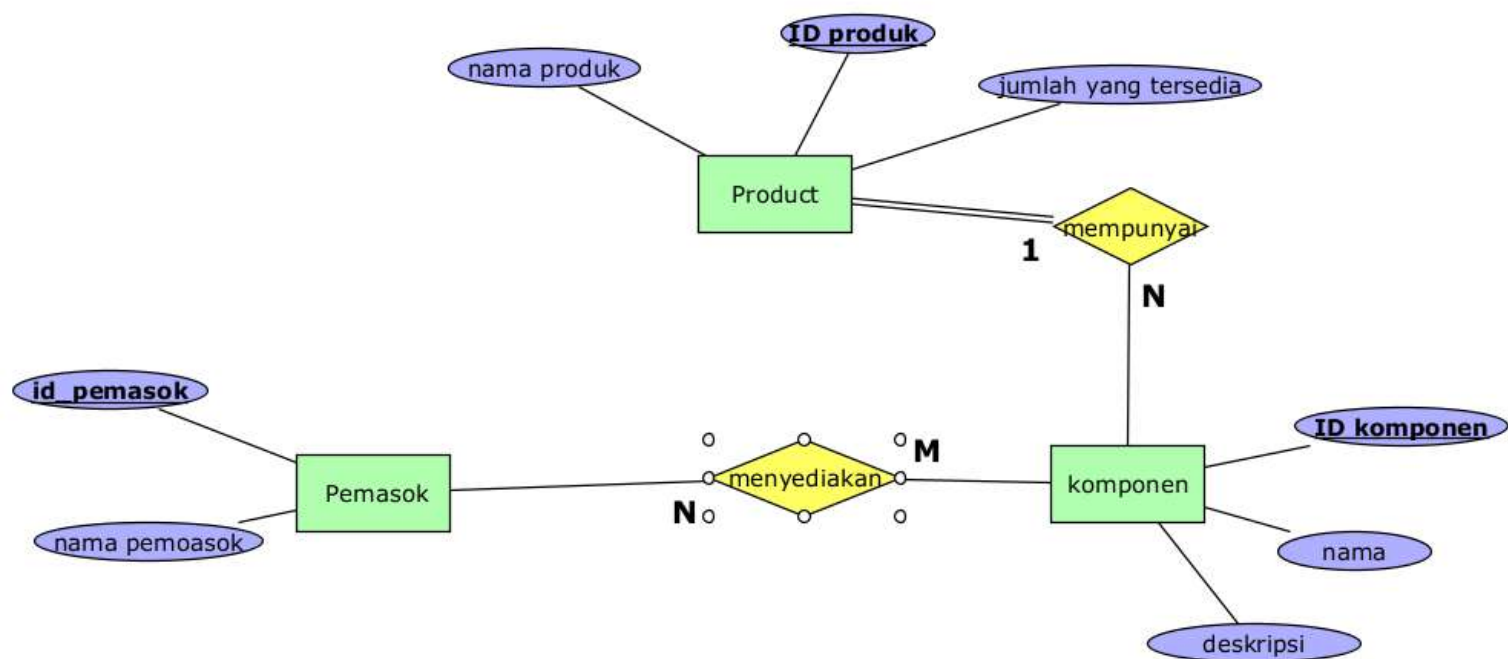 ID produk
nama produk
jumlah yang tersedia
Product
mempunyai
1
N
id_pemasok
ID komponen
M
menyediakan
komponen
Pemasok
N
nama pemoasok
nama
deskripsi